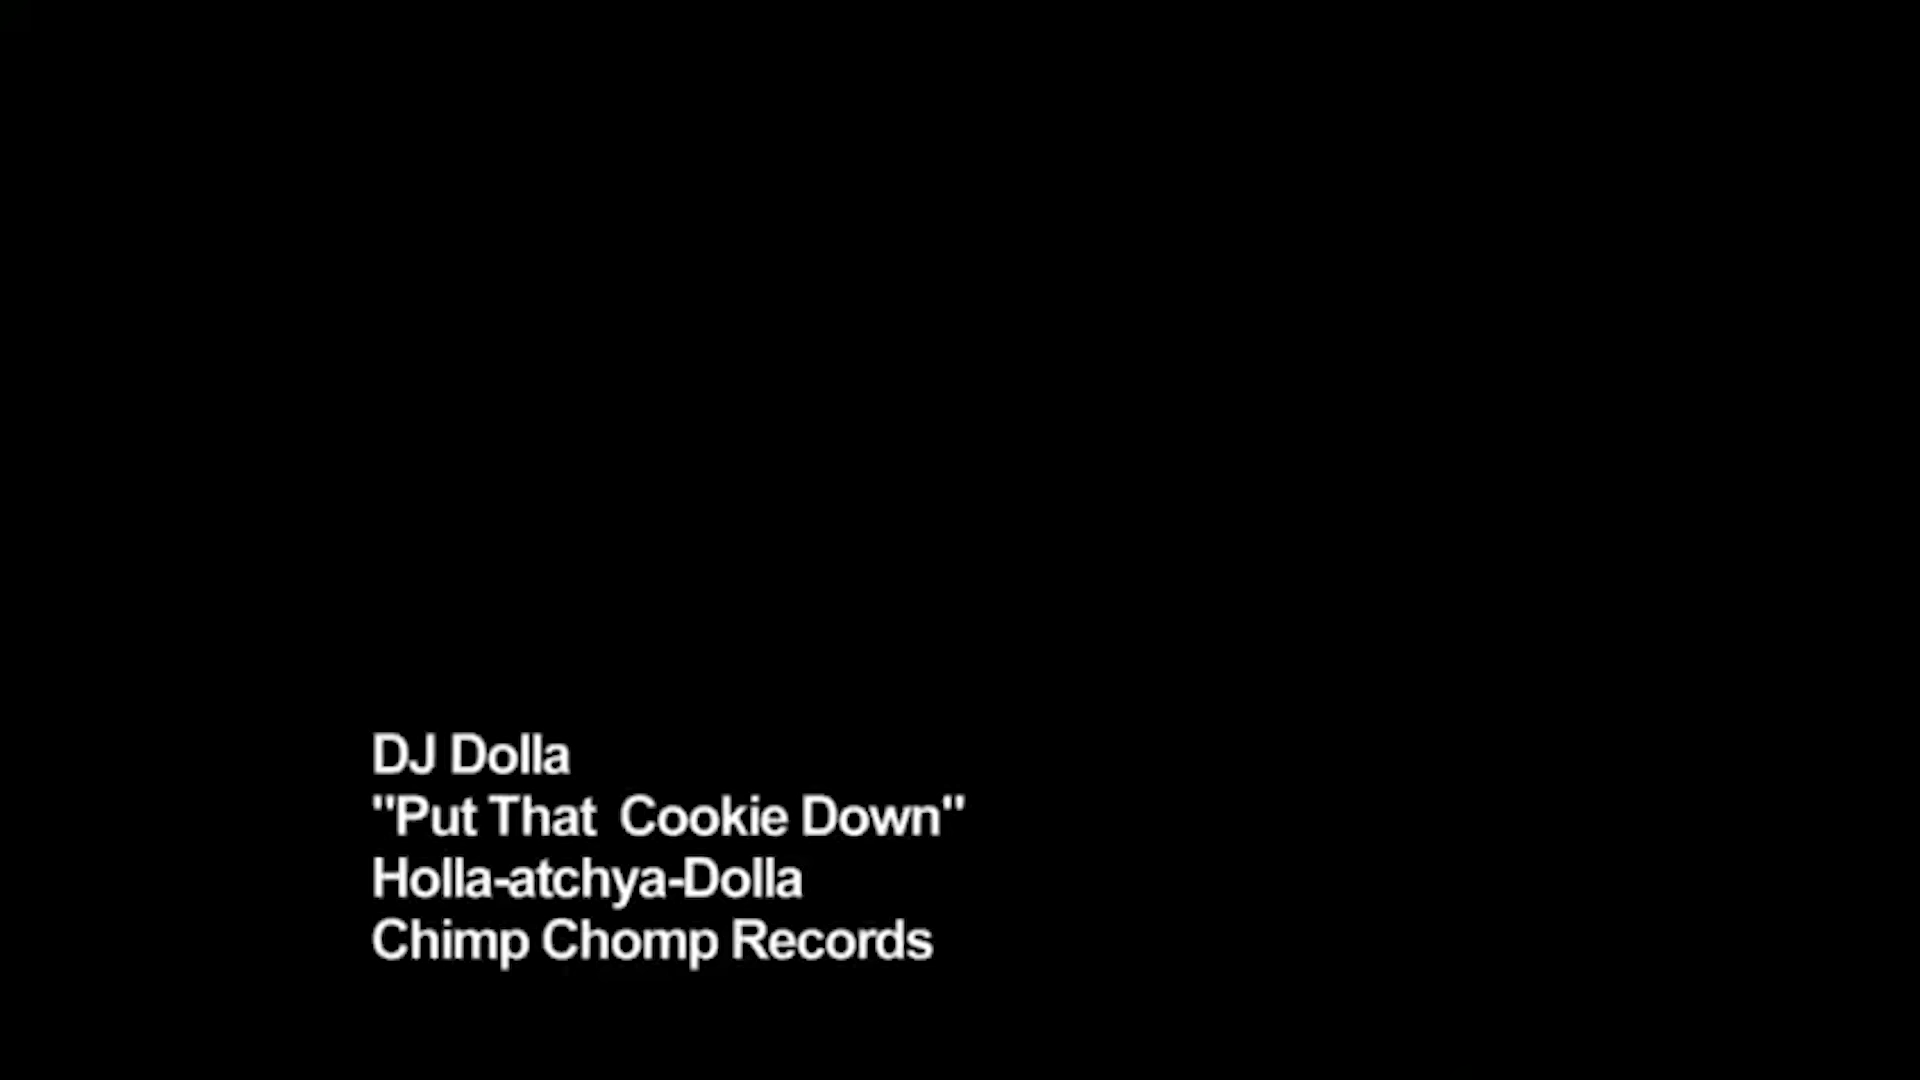 DJ Dolla
"Put That  Cookie Down"
Holla-atchya-Dolla
Chimp Chomp Records